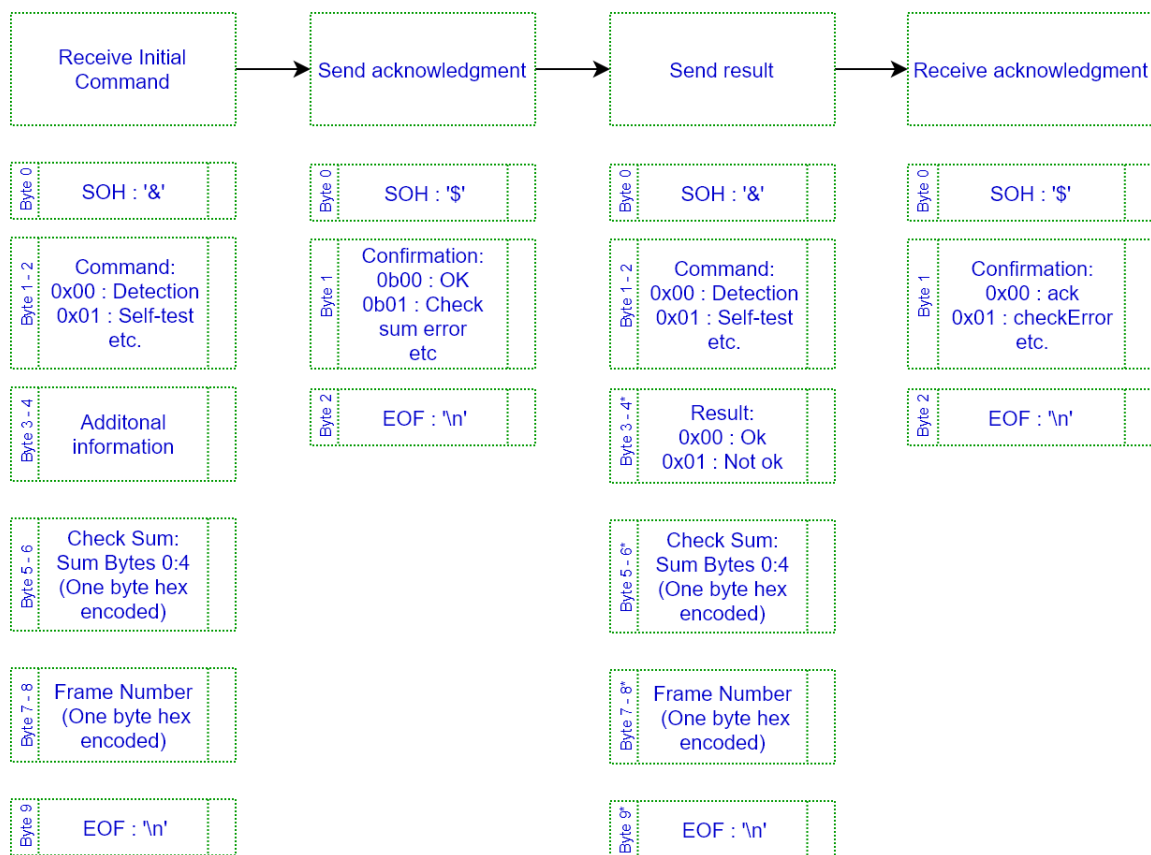 Receive Initial
Command
Send acknowledgment
Send result
Receive acknowledgment
Byte 0
SOH : '&'
Byte 0
SOH : '$'
Byte 0
SOH : '&'
Byte 0
SOH : '$'
Byte 1 - 2
Command:
0x00 : Detection
0x01 : Self-test
etc.
Byte 1
Confirmation:
0b00 : OK
0b01 : Check
sum error
etc
Byte 1 - 2
Command:
0x00 : Detection
0x01 : Self-test
etc.
Byte 1
Confirmation:
0x00 : ack
0x01 : checkError
etc.
Byte 3 - 4
Additonal
information
Byte 2
EOF : '\n'
Byte 3 - 4*
Result:
0x00 : Ok
0x01 : Not ok
Byte 2
EOF : '\n'
Byte 5 - 6
Check Sum:
Sum Bytes 0:4
(One byte hex
encoded)
Byte 5 - 6*
Check Sum:
Sum Bytes 0:4
(One byte hex
encoded)
Byte 7 - 8
Frame Number
(One byte hex
encoded)
Byte 7 - 8*
Frame Number
(One byte hex
encoded)
Byte 9
EOF : '\n'
Byte 9*
EOF : '\n'